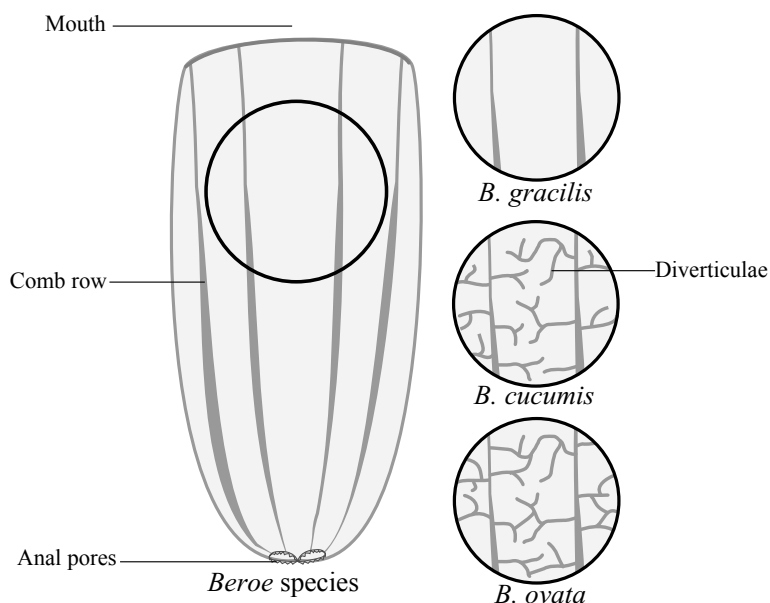 Mouth
B. gracilis
Comb row
Diverticulae
B. cucumis
Anal pores
Beroe species
B. ovata